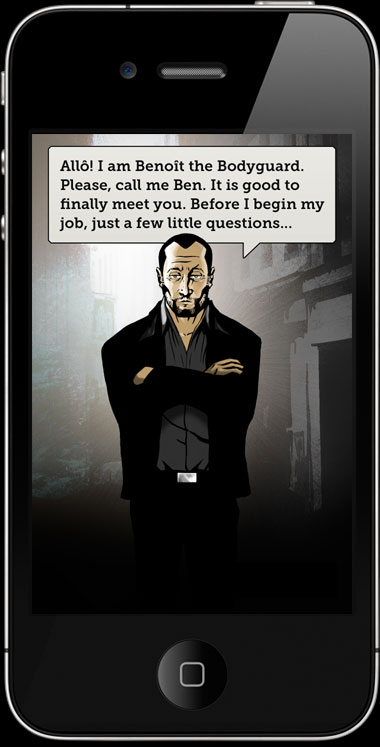 Allô! I am Benoît the Bodyguard.
Please, call me Ben. It is good to
finally meet you. Before I begin my
job, just a few little questions...